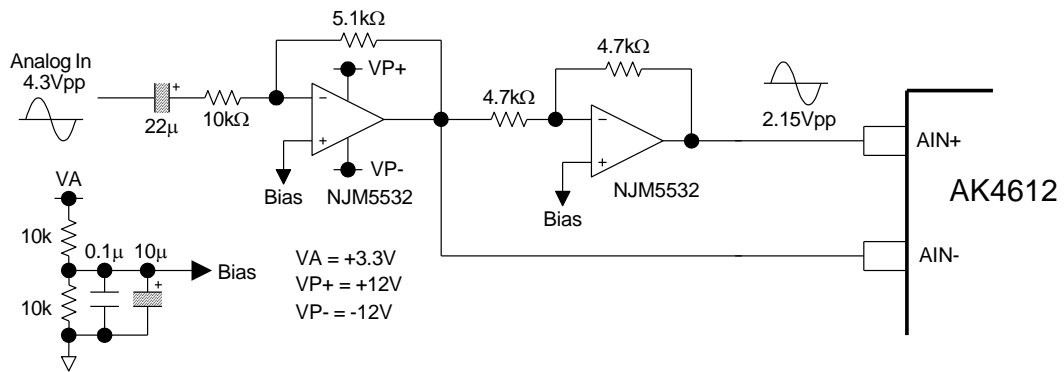 5.1kΩ
Analog In
4.3Vpp
VP+
4.7kΩ
4.7kΩ
+
22μ
10kΩ
−
+
−
+
2.15Vpp
AIN+
VP-
Bias
NJM5532
Bias
NJM5532
AK4612
VA
10k
0.1μ
10μ
+
Bias
10k
VA = +3.3V
VP+ = +12V
VP- = -12V
AIN-